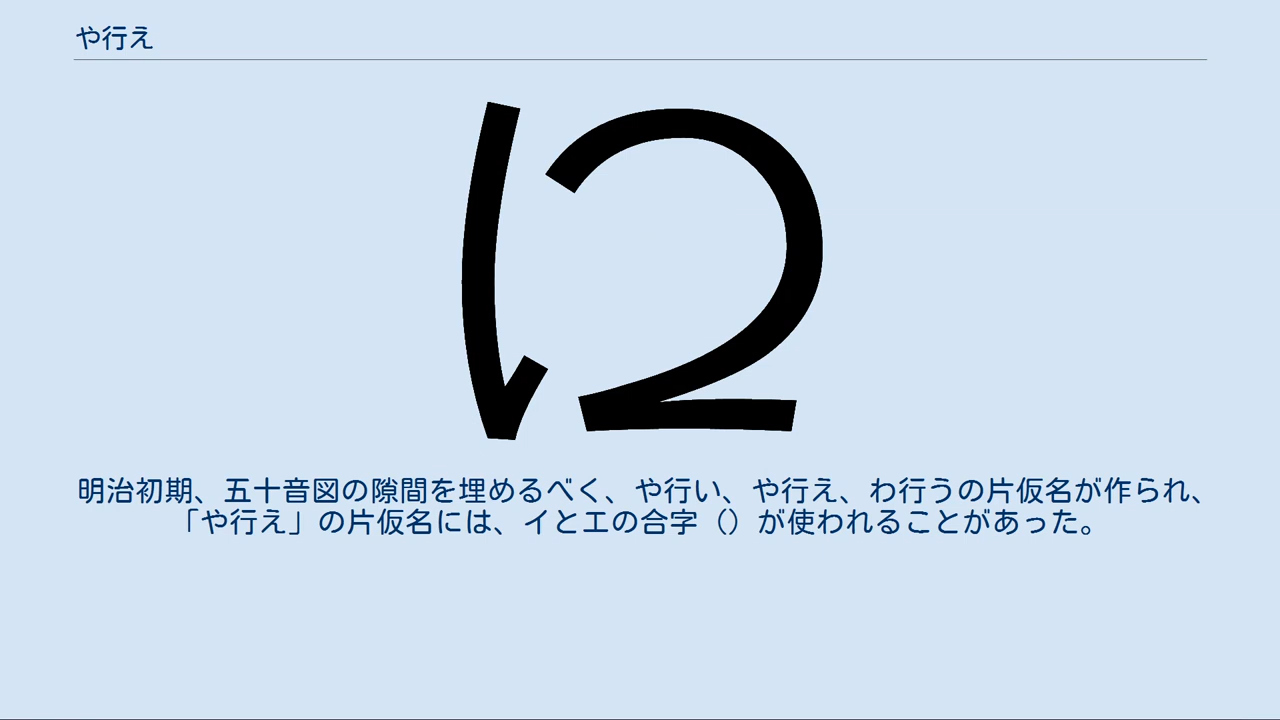 や行え
明治初期、五十音図の隙間を埋めるべく、や行い、や行え、わ行うの片仮名が作られ、
「や行え」の片仮名には、イとエの合字（）が使われることがあった。